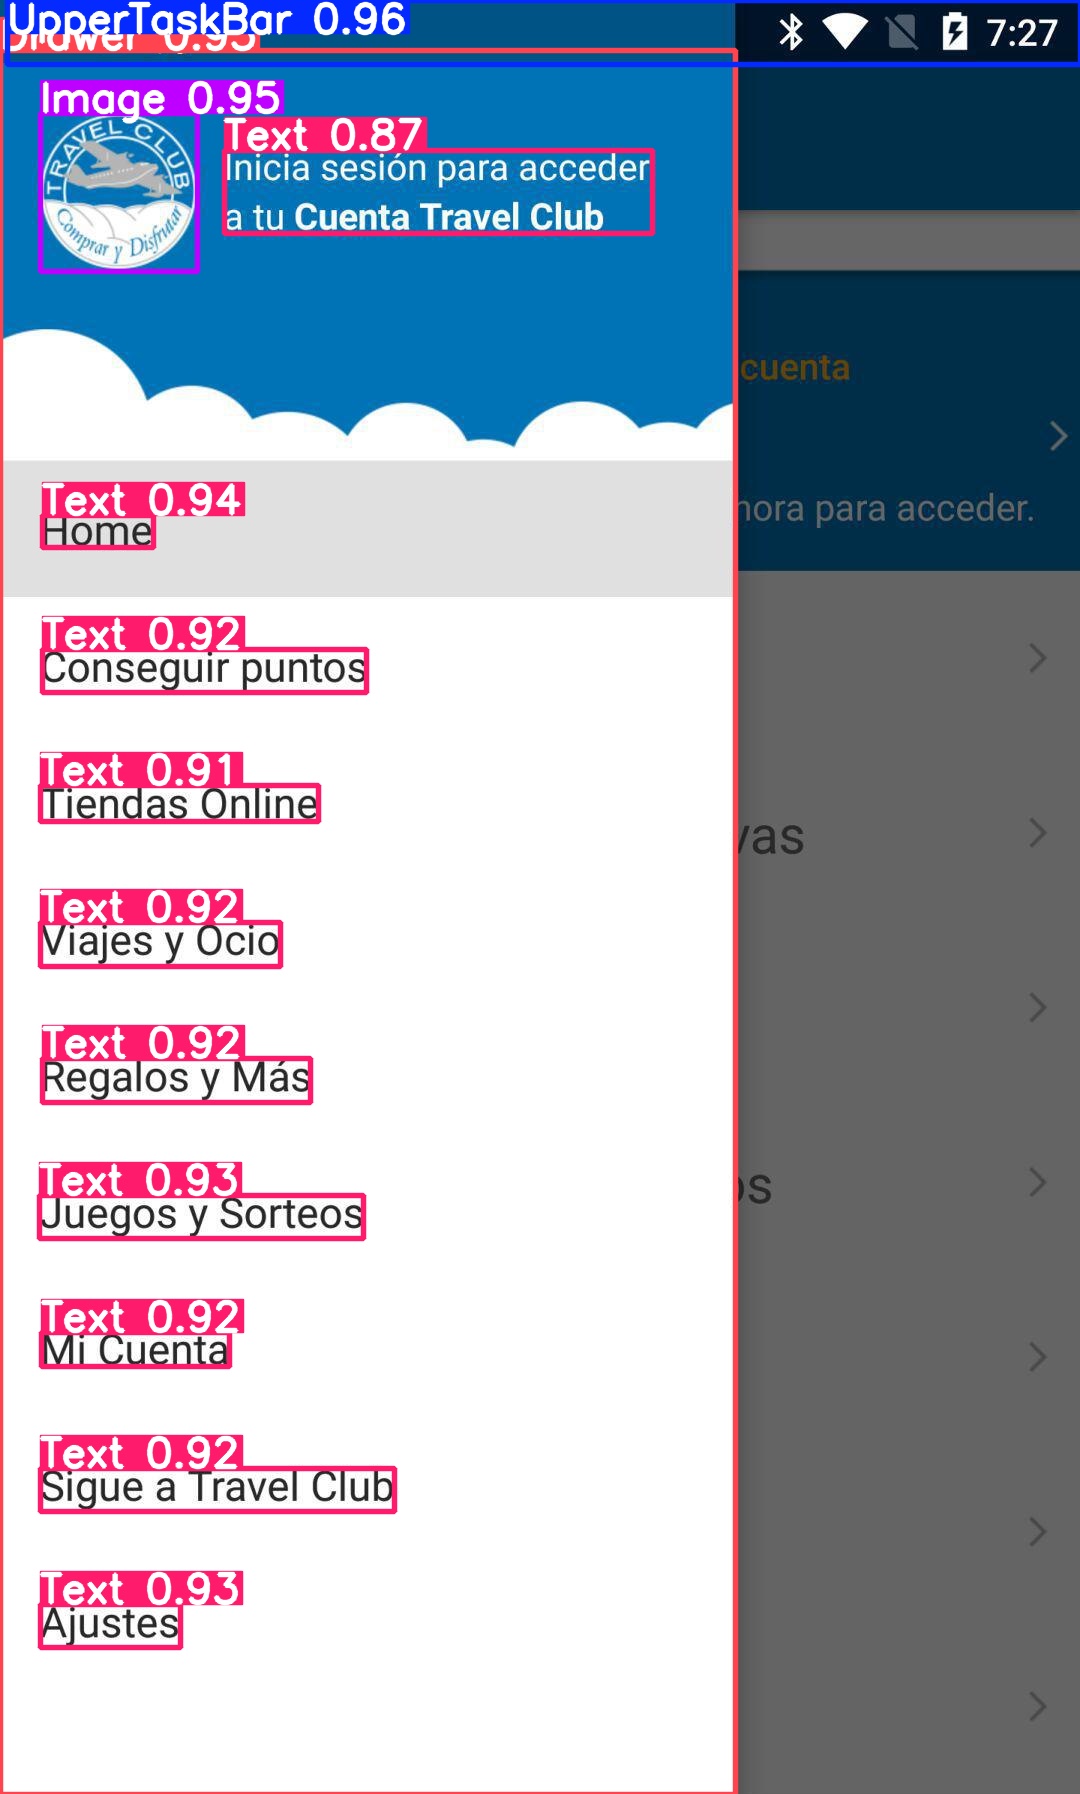 UpperTaskBar 0.96
Drawer 0.95
7:27
Image 0.95
TRAVEL CLUB
Comprar y Disfrutar
Text 0.87
Inicia sesión para acceder
a tu Cuenta Travel Club
cuenta
hora para acceder.
Text 0.94
Home
Text 0.92
Conseguir puntos
Text 0.91
Tiendas Online
vas
Text 0.92
Viajes y Ocio
Text 0.92
Regalos y Más
Text 0.93
Juegos y Sorteos
os
Text 0.92
Mi Cuenta
Text 0.92
Sigue a Travel Club
Text 0.93
Ajustes